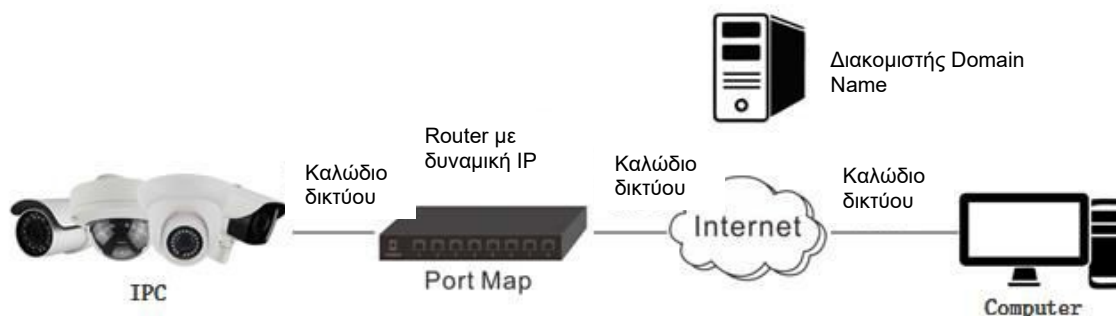 Διακομιστής Domain
Name
Router με
δυναμική IP
Καλώδιο
δικτύου
Καλώδιο
δικτύου
Καλώδιο
δικτύου
Internet
Port Map
IPC
Computer